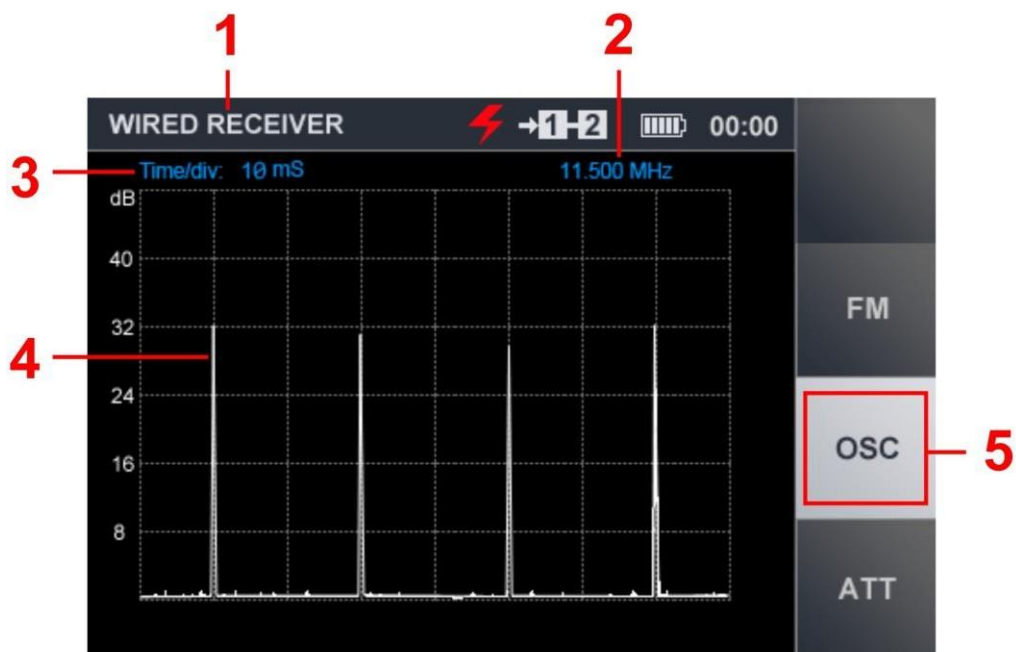 1
2
WIRED RECEIVER 1 2 00:00
3 Time/div: 10 mS 11.500 MHz
dB
40
FM
32
4
24
OSC 5
16
8
ATT